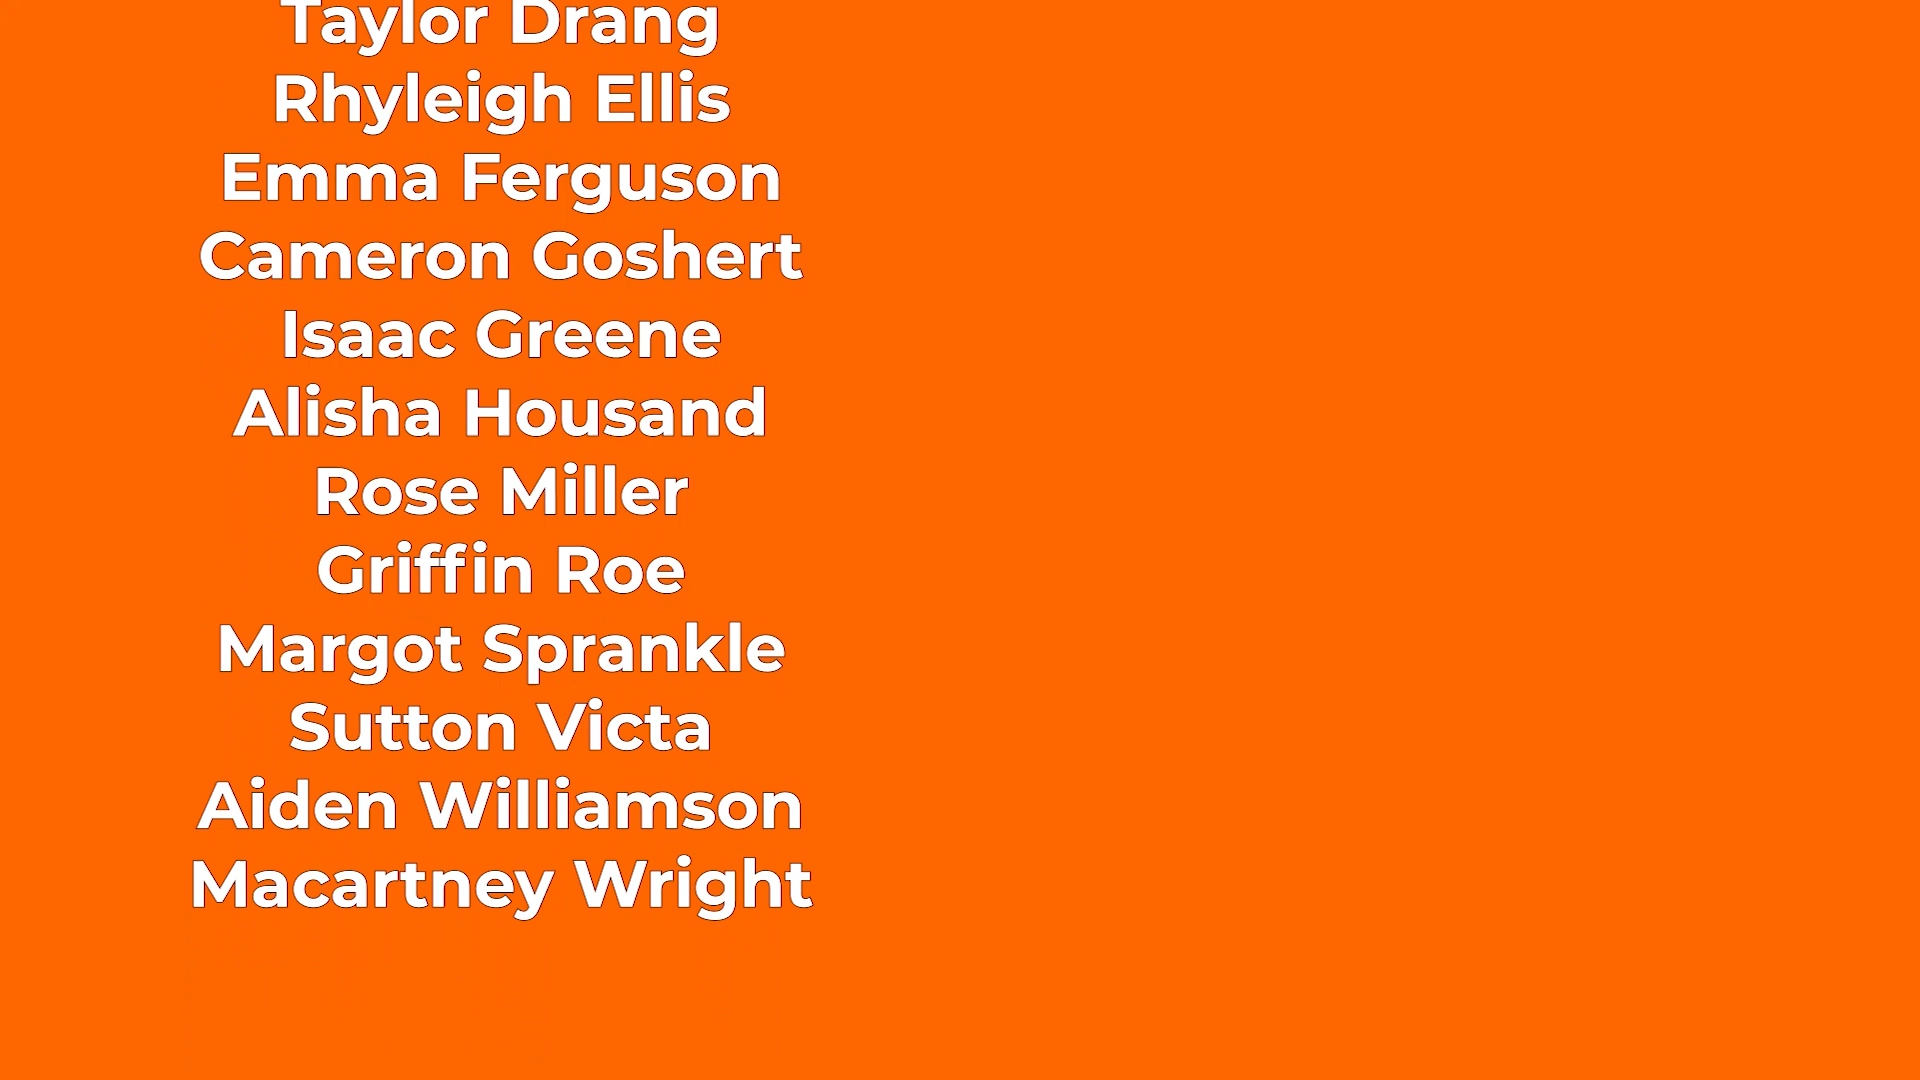 Taylor Drang
Rhyleigh Ellis
Emma Ferguson
Cameron Goshert
Isaac Greene
Alisha Housand
Rose Miller
Griffin Roe
Margot Sprankle
Sutton Victa
Aiden Williamson
Macartney Wright